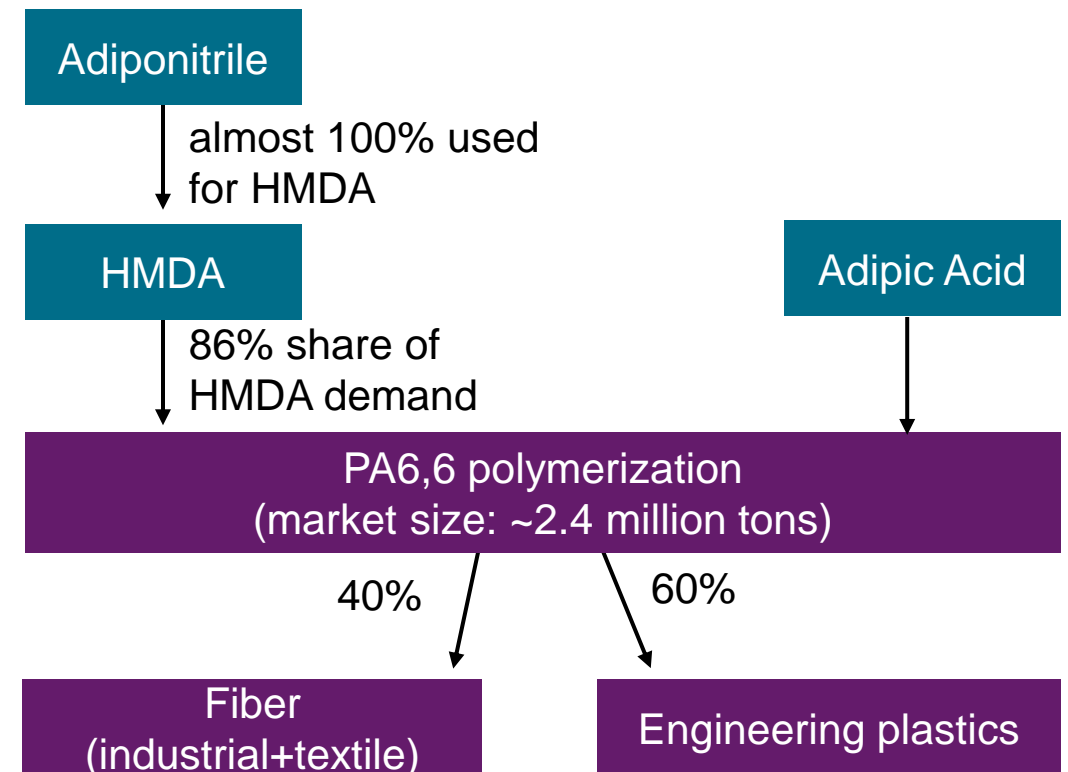 Adiponitrile
almost 100% used
for HMDA
HMDA
Adipic Acid
86% share of
HMDA demand
PA6,6 polymerization
(market size: ~2.4 million tons)
40%
60%
Fiber
(industrial+textile)
Engineering plastics